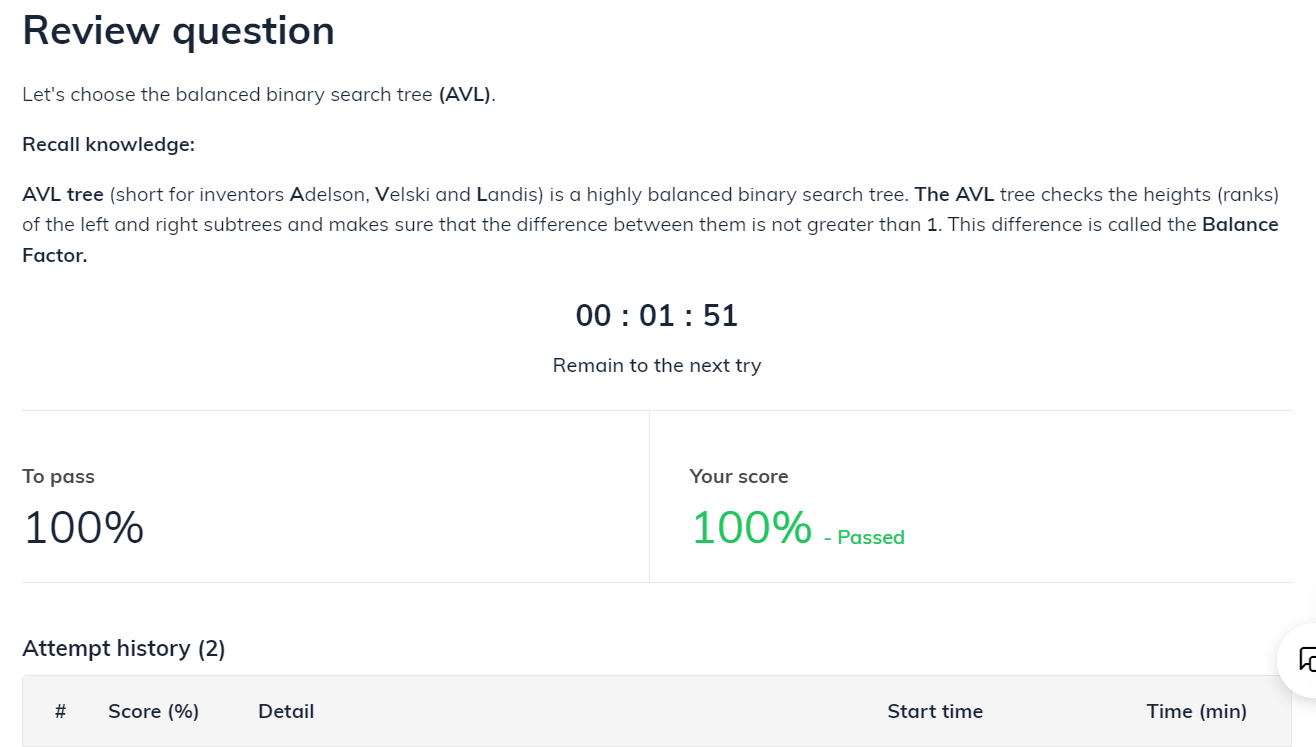 Review question
Let's choose the balanced binary search tree (AVL).
Recall knowledge:
AVL tree (short for inventors Adelson, Velski and Landis) is a highly balanced binary search tree. The AVL tree checks the heights (ranks)
of the left and right subtrees and makes sure that the difference between them is not greater than 1. This difference is called the Balance
Factor.
00 : 01 : 51
Remain to the next try
To pass
100%
Your score
100% - Passed
Attempt history (2)
# Score (%) Detail Start time Time (min)